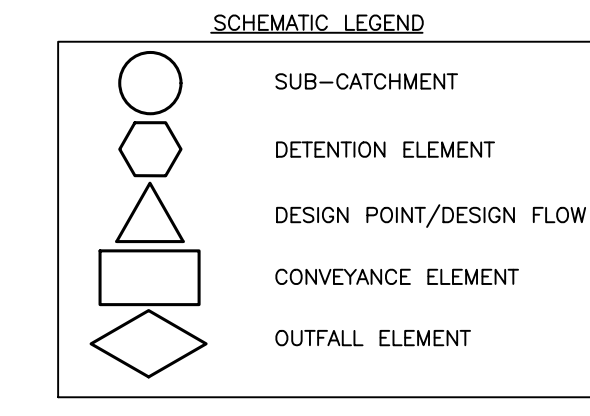 SCHEMATIC LEGEND
SUB-CATCHMENT
DETENTION ELEMENT
DESIGN POINT/DESIGN FLOW
CONVEYANCE ELEMENT
OUTFALL ELEMENT